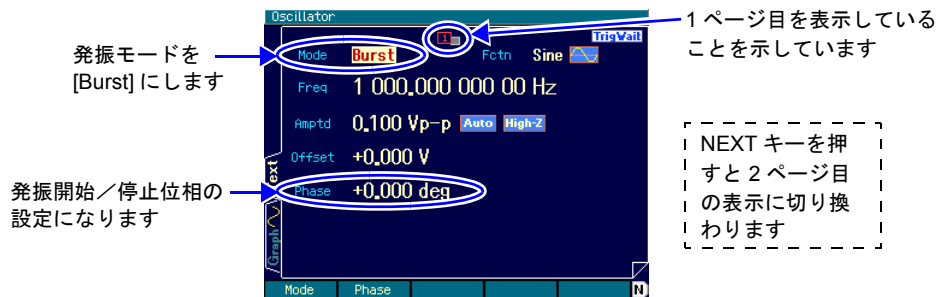 Oscillator
1 ページ目を表示している
ことを示しています
発振モードを
[Burst] にします
1
TrigWait
Mode Burst Fctn Sine
Freq 1 000.000 000 00 Hz
Amptd 0.100 Vp-p Auto High-Z
Offset +0.000 V
Phase +0.000 deg
発振開始／停止位相の
設定になります
NEXT キーを押
すと 2 ページ目
の表示に切り換
わります
Text
Graph
Mode Phase N